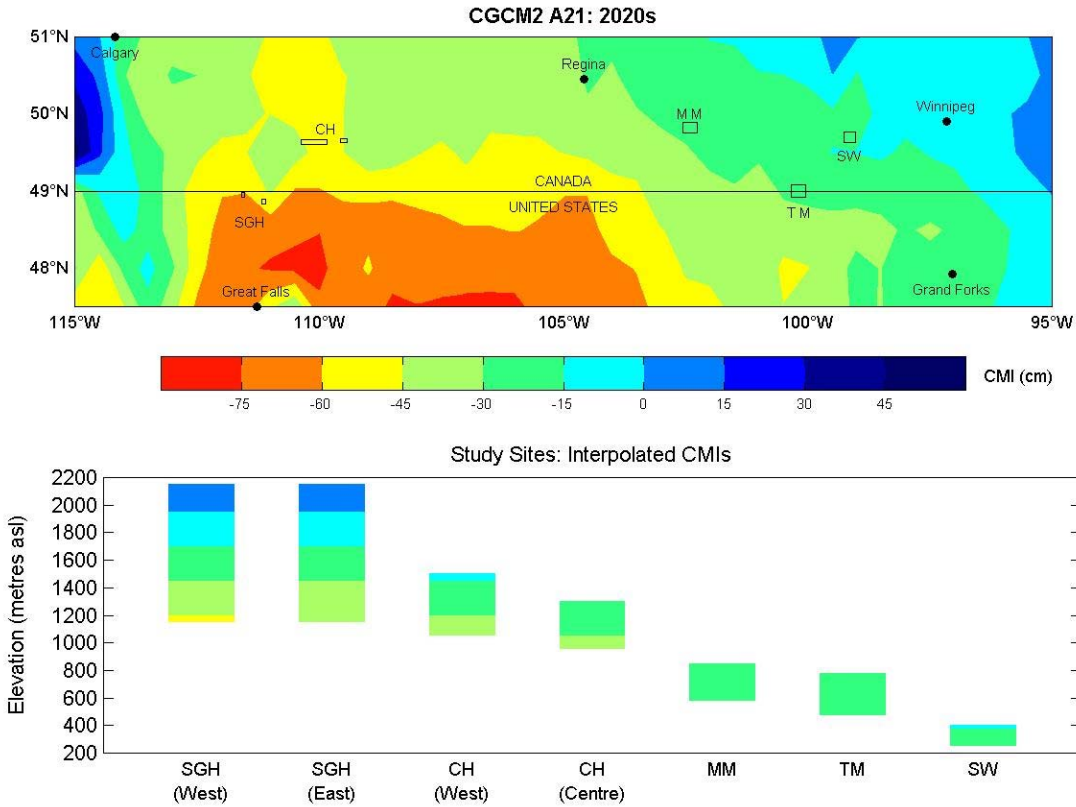 CGCM2 A21: 2020s
51°N
50°N
49°N
48°N
Calgary
Regina
Winnipeg
CH
M M
SW
CANADA
UNITED STATES
SGH
T M
Great Falls
Grand Forks
115°W 110°W 105°W 100°W 95°W
-75 -60 -45 -30 -15 0 15 30 45
CMI (cm)
Study Sites: Interpolated CMIs
Elevation (metres asl)
2200
2000
1800
1600
1400
1200
1000
800
600
400
200
SGH SGH CH CH MM TM SW
(West) (East) (West) (Centre)